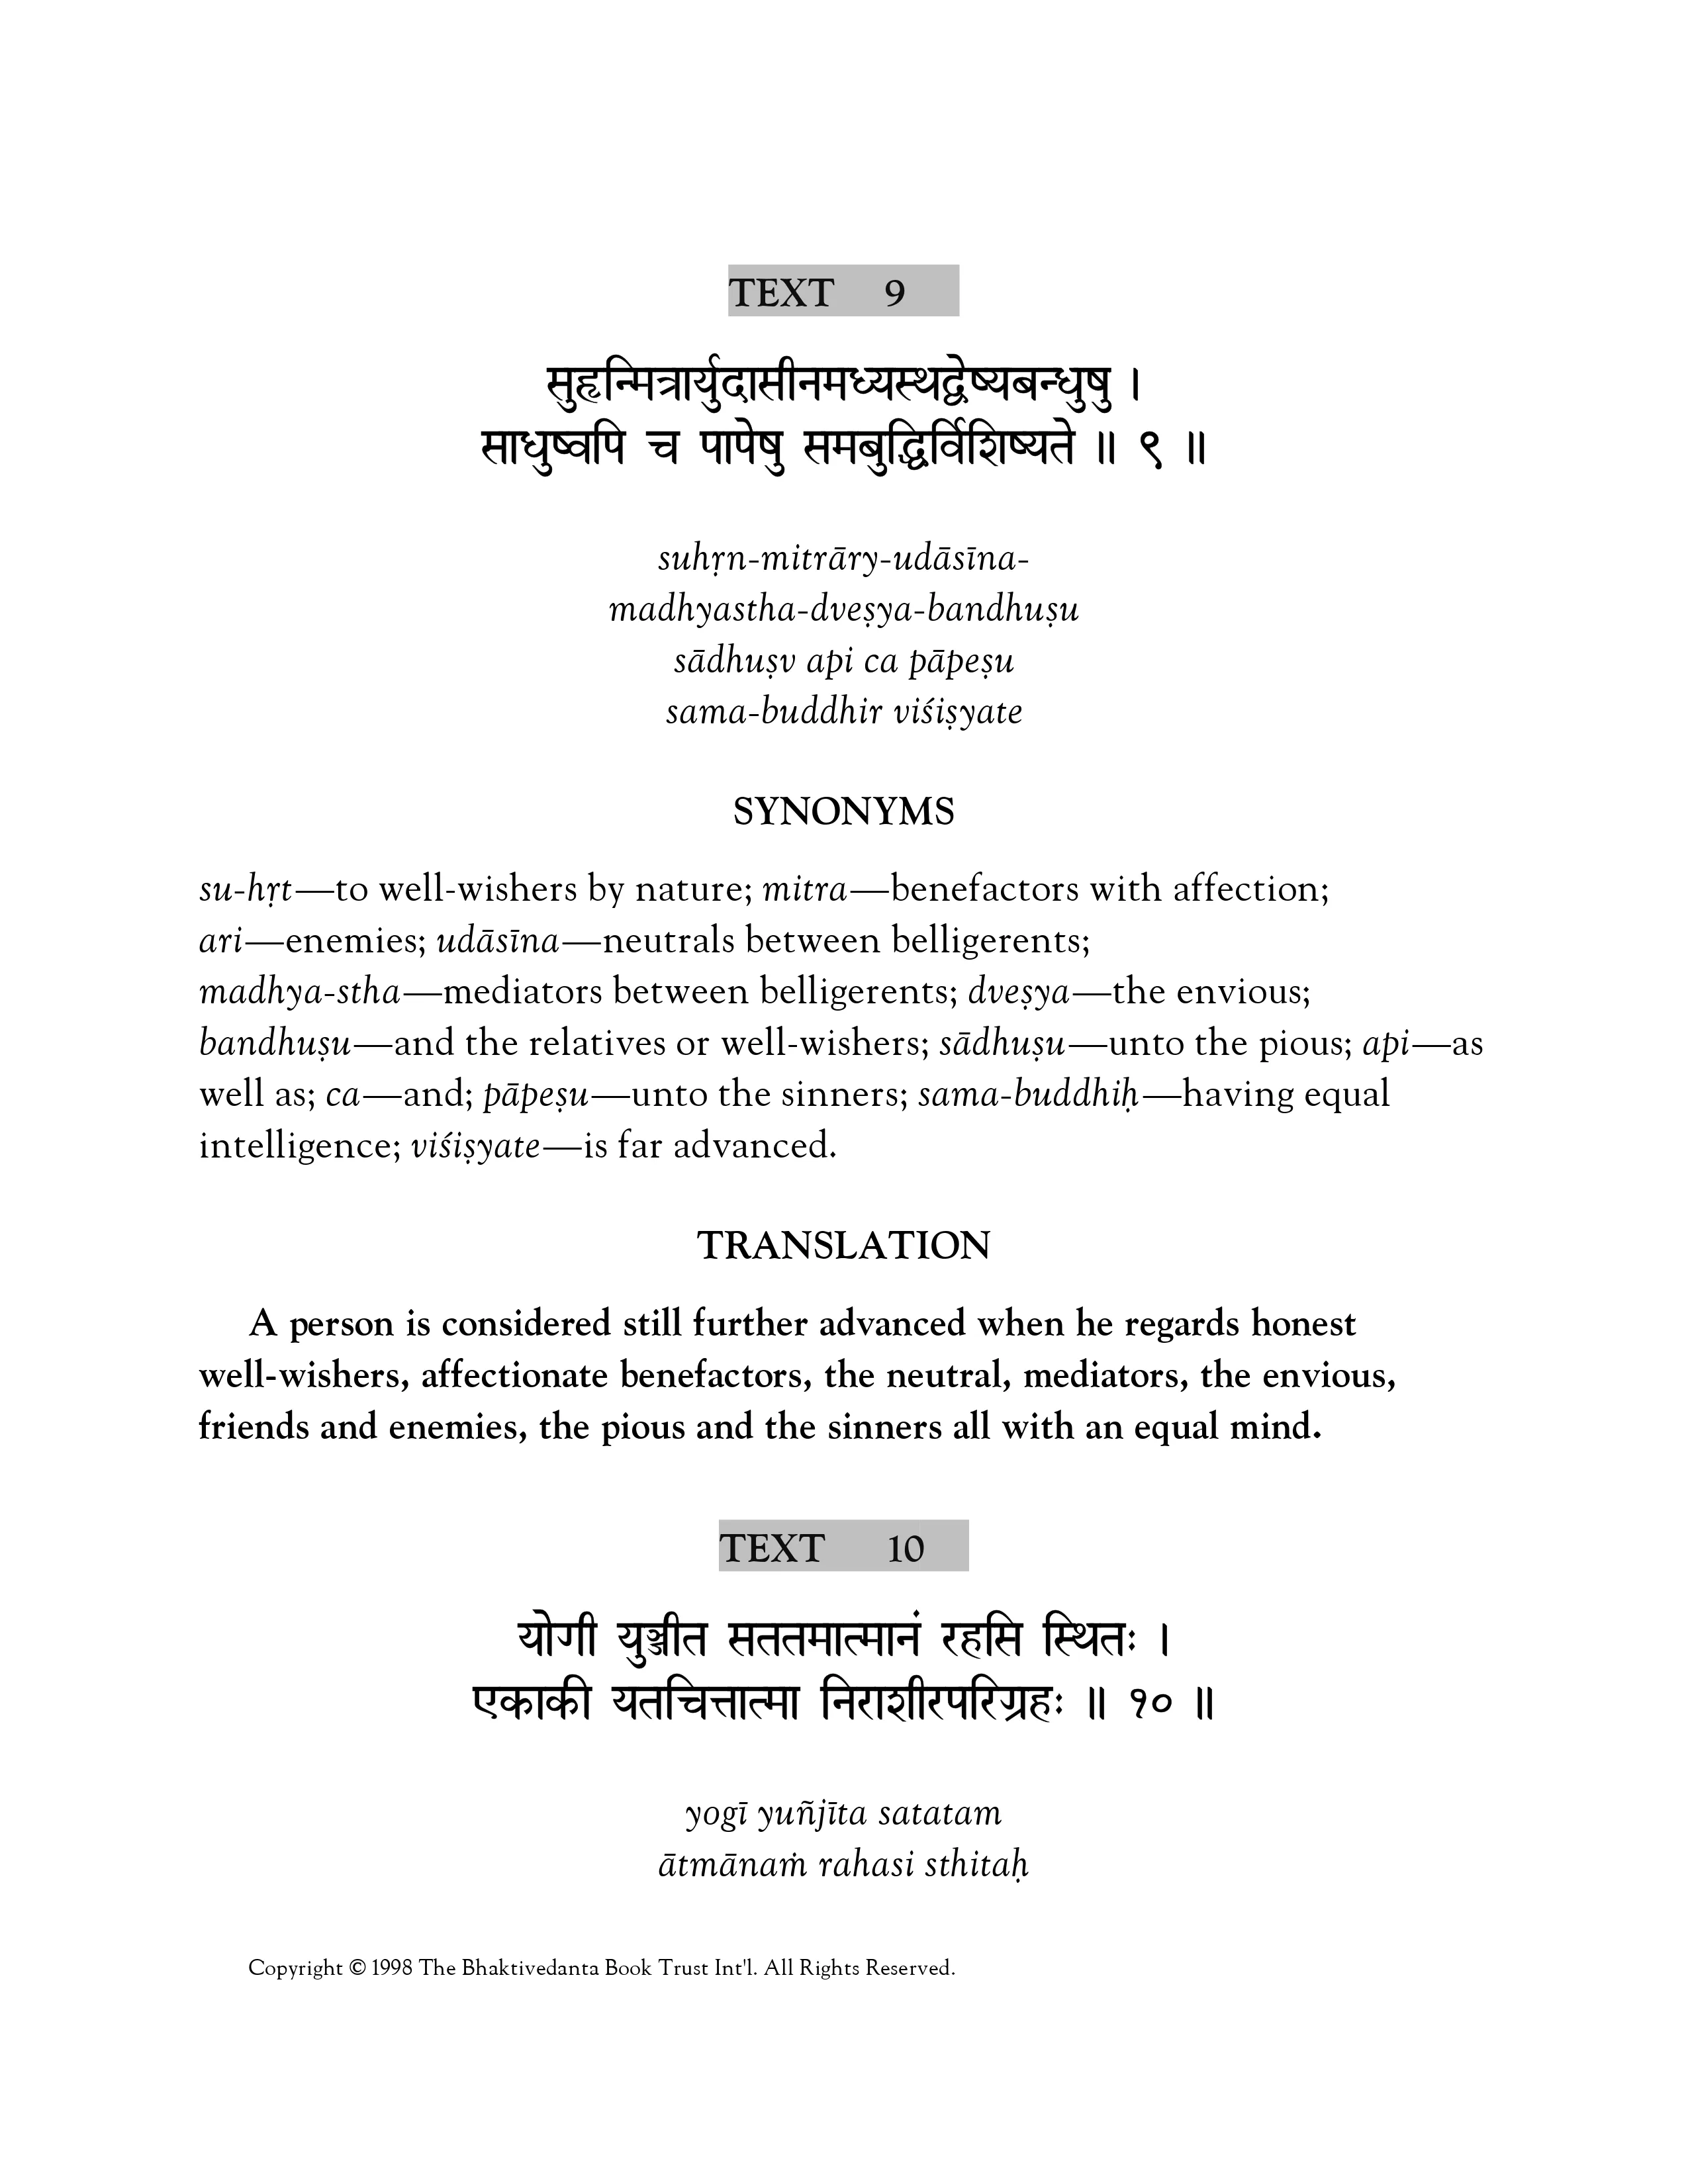 TEXT 9
सुहृन्मित्रार्युदासीनमध्यस्थद्वेष्यबन्धुषु ।
साधुष्वपि च पापेषु समबुद्धिर्विशिष्यते ॥ ९ ॥
suhṛn-mitrāry-udāsīna-
madhyastha-dveṣya-bandhuṣu
sādhuṣv api ca pāpeṣu
sama-buddhir viśiṣyate
SYNONYMS
su-hṛt—to well-wishers by nature; mitra—benefactors with affection;
ari—enemies; udāsīna—neutrals between belligerents;
madhya-stha—mediators between belligerents; dveṣya—the envious;
bandhuṣu—and the relatives or well-wishers; sādhuṣu—unto the pious; api—as
well as; ca—and; pāpeṣu—unto the sinners; sama-buddhiḥ—having equal
intelligence; viśiṣyate—is far advanced.
TRANSLATION
A person is considered still further advanced when he regards honest
well-wishers, affectionate benefactors, the neutral, mediators, the envious,
friends and enemies, the pious and the sinners all with an equal mind.
TEXT 10
योगी युञ्जीत सततमात्मानं रहसि स्थितः ।
एकाकी यतचित्तात्मा निराशीरपरिग्रहः ॥ १० ॥
yogī yuñjīta satatam
ātmānaṁ rahasi sthitaḥ
Copyright © 1998 The Bhaktivedanta Book Trust Int'l. All Rights Reserved.